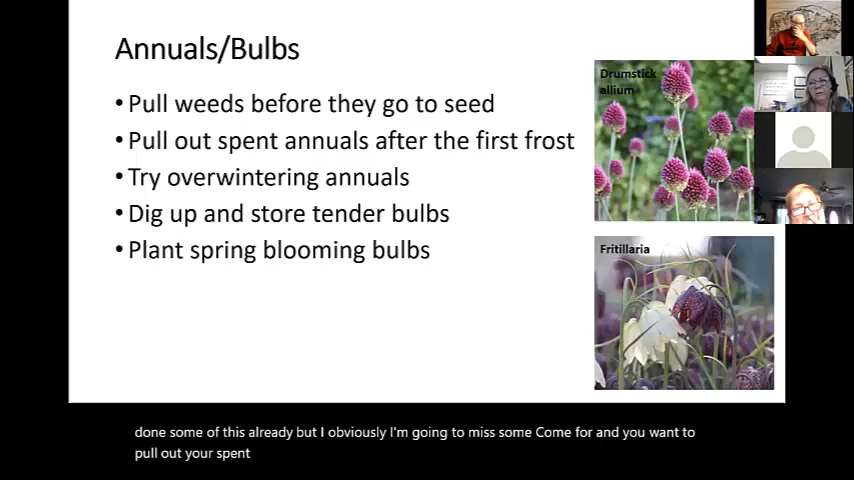 Annuals/Bulbs
• Pull weeds before they go to seed
• Pull out spent annuals after the first frost
• Try overwintering annuals
• Dig up and store tender bulbs
• Plant spring blooming bulbs
Drumstick
allium
Fritillaria
done some of this already but I obviously I'm going to miss some Come for and you want to
pull out your spent